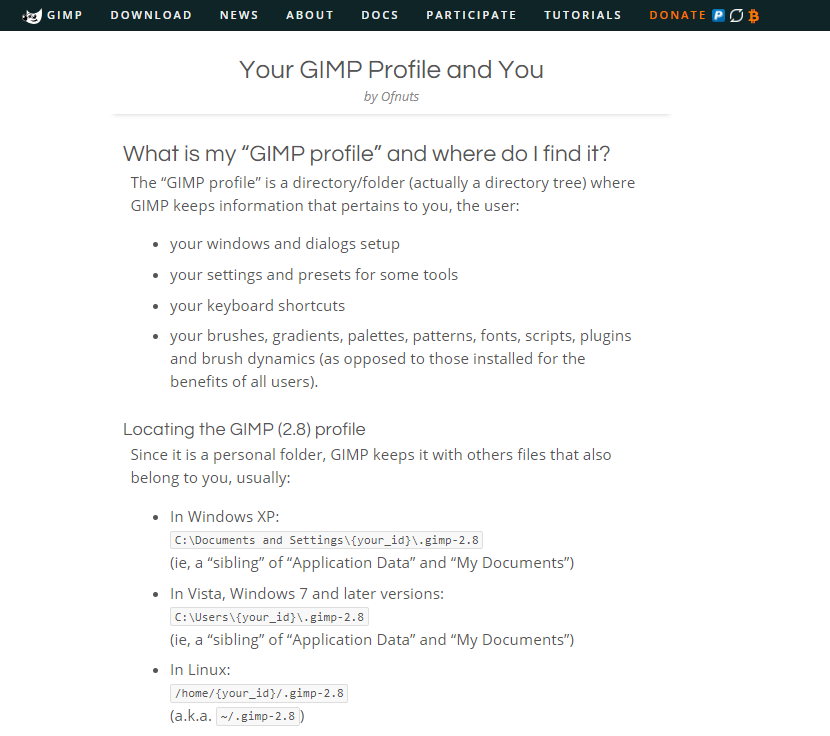 GIMP DOWNLOAD NEWS ABOUT DOCS PARTICIPATE TUTORIALS DONATE
Your GIMP Profile and You
by Ofnuts
What is my “GIMP profile” and where do I find it?
The “GIMP profile” is a directory/folder (actually a directory tree) where
GIMP keeps information that pertains to you, the user:
• your windows and dialogs setup
• your settings and presets for some tools
• your keyboard shortcuts
• your brushes, gradients, palettes, patterns, fonts, scripts, plugins
and brush dynamics (as opposed to those installed for the
benefits of all users).
Locating the GIMP (2.8) profile
Since it is a personal folder, GIMP keeps it with others files that also
belong to you, usually:
• In Windows XP:
C:\Documents and Settings\{your_id}\.gimp-2.8
(ie, a “sibling” of “Application Data” and “My Documents”)
• In Vista, Windows 7 and later versions:
C:\Users\{your_id}\.gimp-2.8
(ie, a “sibling” of “Application Data” and “My Documents”)
• In Linux:
/home/{your_id}/.gimp-2.8
(a.k.a. ~/.gimp-2.8)